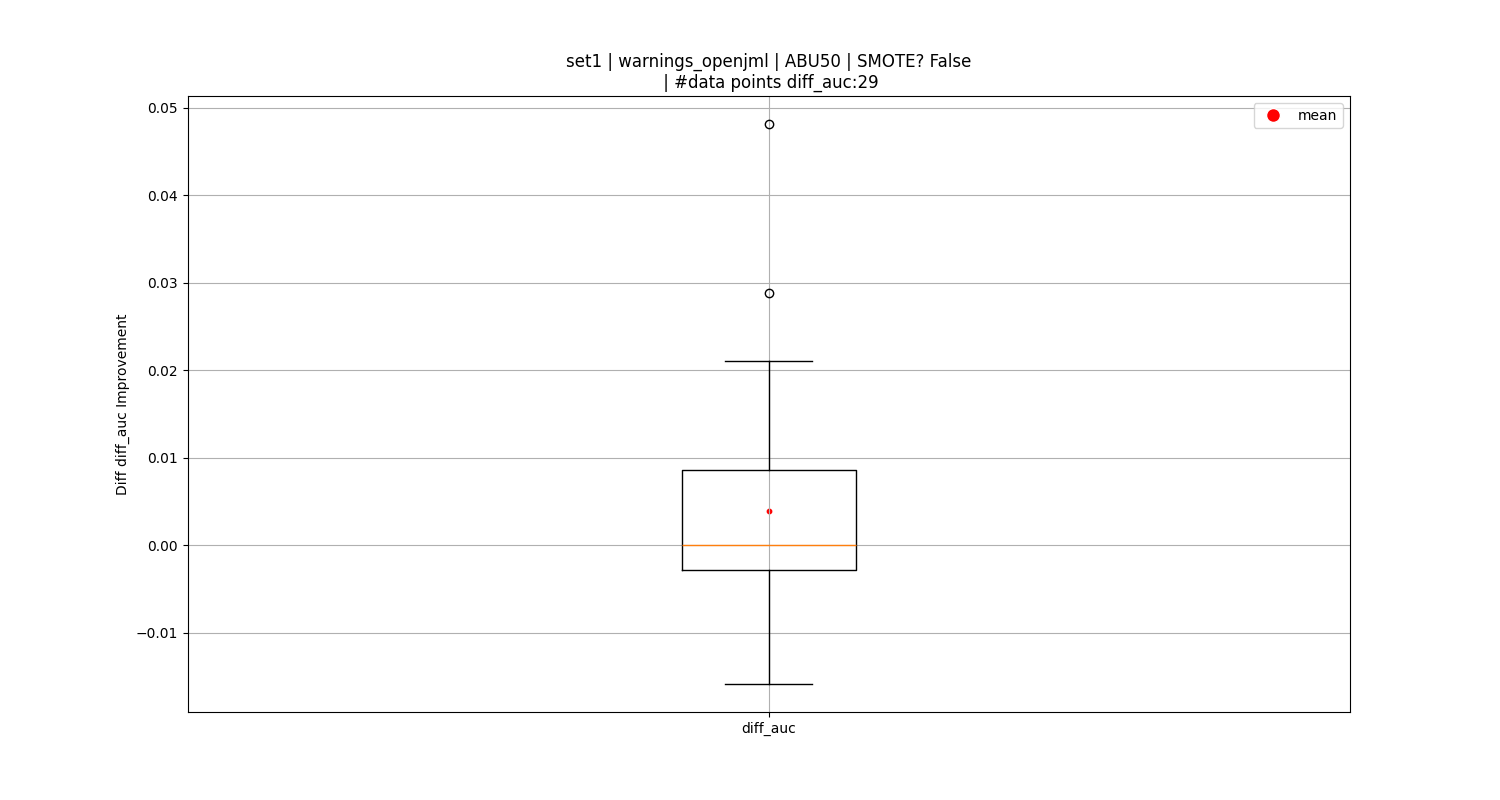 set1 | warnings_openjml | ABU50 | SMOTE? False
| #data points diff_auc:29
mean
0.05
0.04
0.03
0.02
0.01
0.00
−0.01
Diff diff_auc Improvement
diff_auc